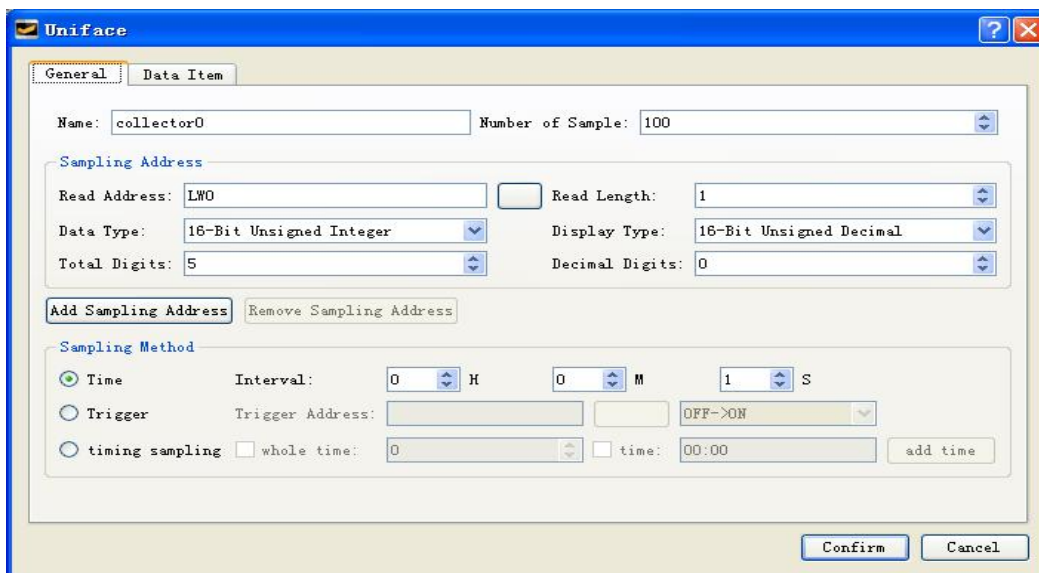 Uniface
General Data Item
Name: collector0 Number of Sample: 100
Sampling Address
Read Address: LW0 Read Length: 1
Data Type: 16-Bit Unsigned Integer Display Type: 16-Bit Unsigned Decimal
Total Digits: 5 Decimal Digits: 0
Add Sampling Address Remove Sampling Address
Sampling Method
Time Interval: 0 H 0 M 1 S
Trigger Trigger Address: OFF->ON
timing sampling whole time: 0 time: 00:00 add time
Confirm Cancel